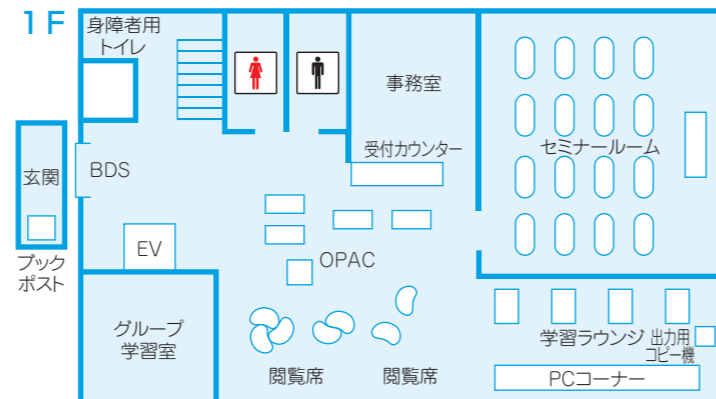 1F
身障者用
トイレ
事務室
セミナールーム
受付カウンター
玄関
BDS
EV
ブック
ポスト
OPAC
グループ
学習室
閲覧席
閲覧席
学習ラウンジ
出力用
コピー機
PCコーナー